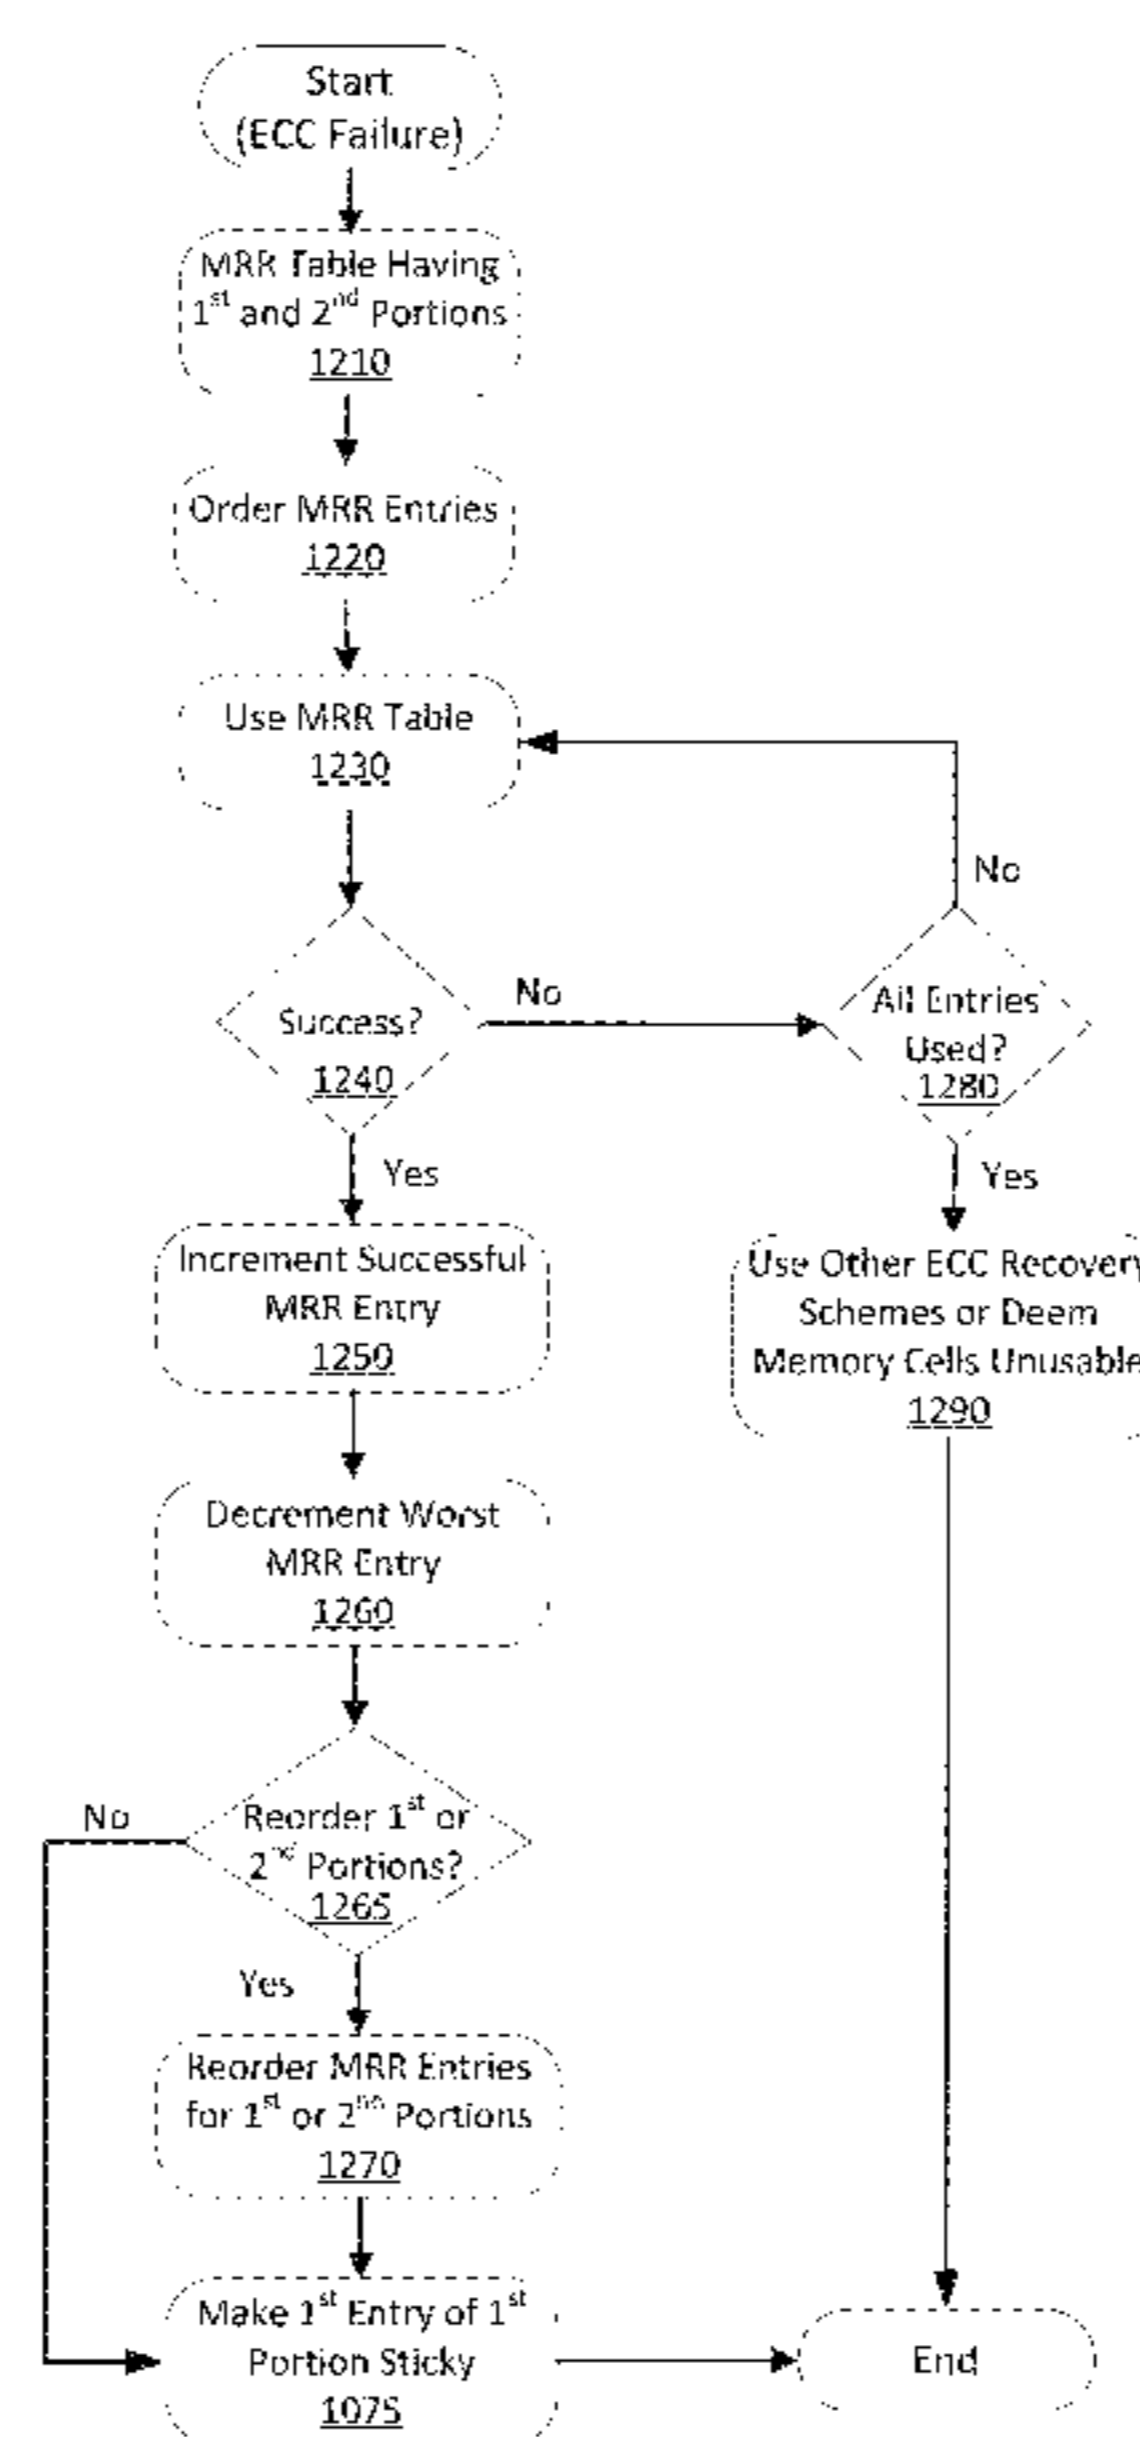 Start
(ECC Failure)
MRR Table Having
1st and 2nd Portions
1210
Order MRR Entries
1220
Use MRR Table
1230
No
Success?
1240
No
All Entries
Used?
1280
Yes
Yes
Increment Successful
MRR Entry
1250
Use Other ECC Recovery
Schemes or Deem
Memory Cells Unusable
1290
Decrement Worst
MRR Entry
1260
No
Reorder 1st or
2nd Portions?
1265
Yes
Reorder MRR Entries
for 1st or 2nd Portions
1270
Make 1st Entry of 1st
Portion Sticky
1075
End